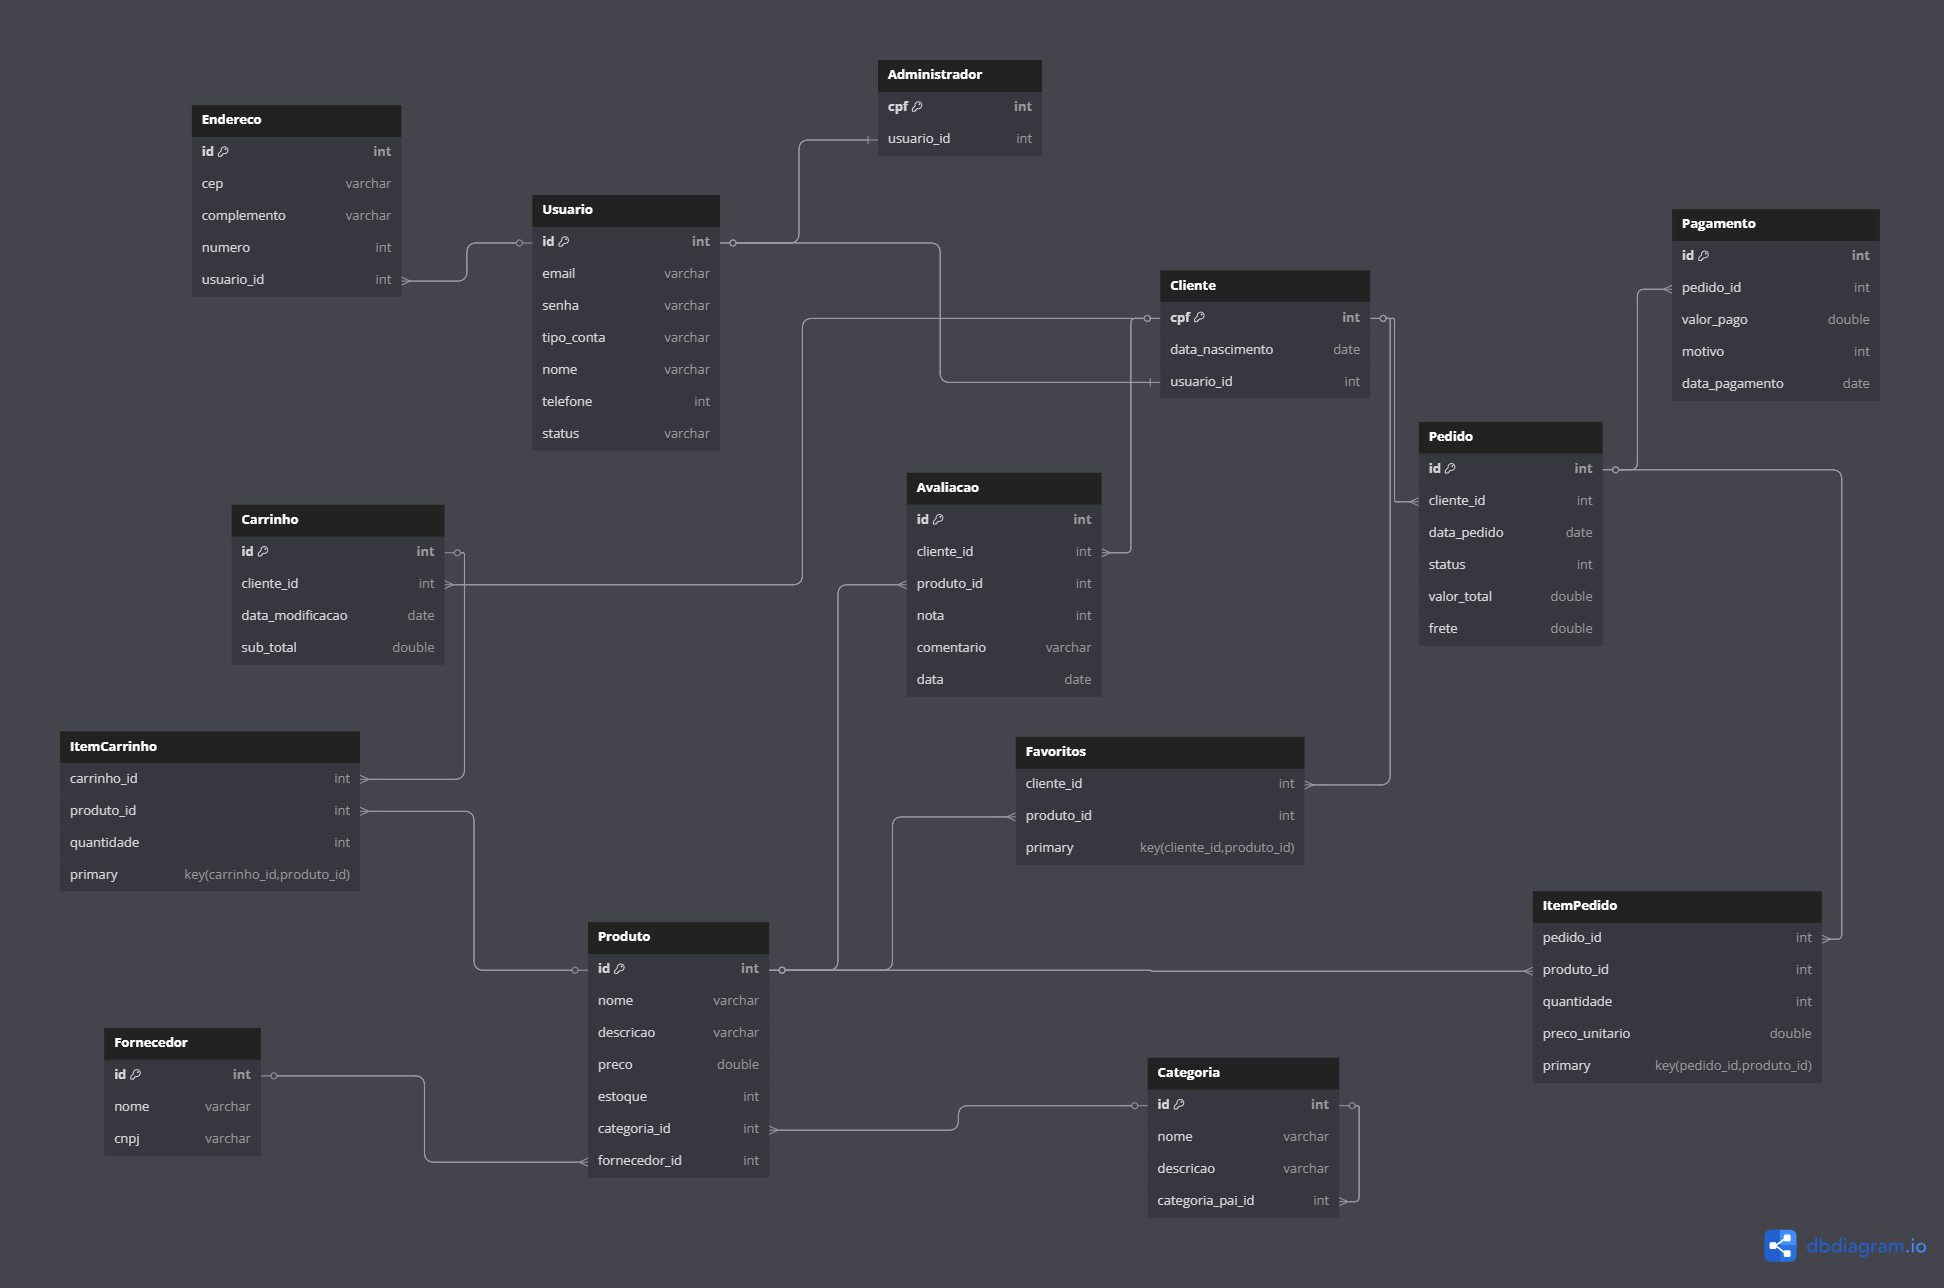 Administrador
cpf int
usuario_id int
Endereco
id int
cep varchar
complemento varchar
numero int
usuario_id int
Usuario
id int
email varchar
senha varchar
tipo_conta varchar
nome varchar
telefone int
status varchar
Pagamento
id int
pedido_id int
valor_pago double
motivo int
data_pagamento date
Cliente
cpf int
data_nascimento date
usuario_id int
Pedido
id int
cliente_id int
data_pedido date
status int
valor_total double
frete double
Avaliacao
id int
cliente_id int
produto_id int
nota int
comentario varchar
data date
Carrinho
id int
cliente_id int
data_modificacao date
sub_total double
ItemCarrinho
carrinho_id int
produto_id int
quantidade int
primary key(carrinho_id,produto_id)
Favoritos
cliente_id int
produto_id int
primary key(cliente_id,produto_id)
ItemPedido
pedido_id int
produto_id int
quantidade int
preco_unitario double
primary key(pedido_id,produto_id)
Produto
id int
nome varchar
descricao varchar
preco double
estoque int
categoria_id int
fornecedor_id int
Fornecedor
id int
nome varchar
cnpj varchar
Categoria
id int
nome varchar
descricao varchar
categoria_pai_id int
dbdiagram.io